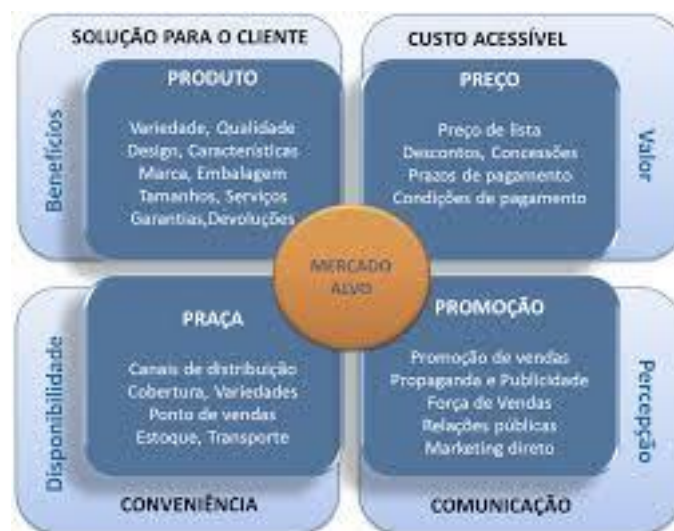 SOLUÇÃO PARA O CLIENTE
PRODUTO
Benefícios
Variedade, Qualidade
Design, Características
Marca, Embalagem
Tamanhos, Serviços
Garantias,Devoluções
CUSTO ACESSÍVEL
PREÇO
Valor
Preço de lista
Descontos, Concessões
Prazos de pagamento
Condições de pagamento
MERCADO
ALVO
PRAÇA
Disponibilidade
Canais de distribuição
Cobertura, Variedades
Ponto de vendas
Estoque, Transporte
CONVENIÊNCIA
PROMOÇÃO
Percepção
Promoção de vendas
Propaganda e Publicidade
Força de Vendas
Relações públicas
Marketing direto
COMUNICAÇÃO